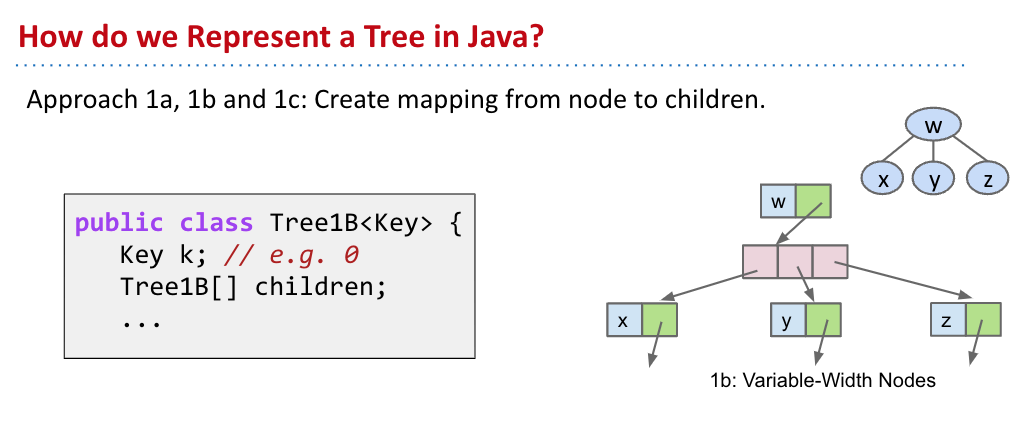 How do we Represent a Tree in Java?
Approach 1a, 1b and 1c: Create mapping from node to children.
public class Tree1B<Key> {
Key k; // e.g. 0
Tree1B[] children;
...
w
x y z
w
x y z
1b: Variable-Width Nodes